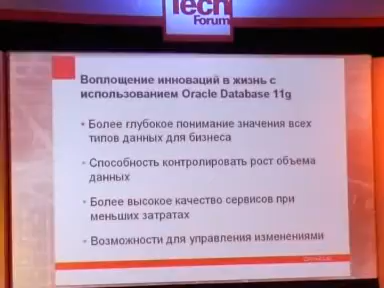 Tech
Forum
Воплощение инноваций в жизнь с
использованием Oracle Database 11g
• Более глубокое понимание значения всех
типов данных для бизнеса
• Способность контролировать рост объема
данных
• Более высокое качество сервисов при
меньших затратах
• Возможности для управления изменениями
ORACLE